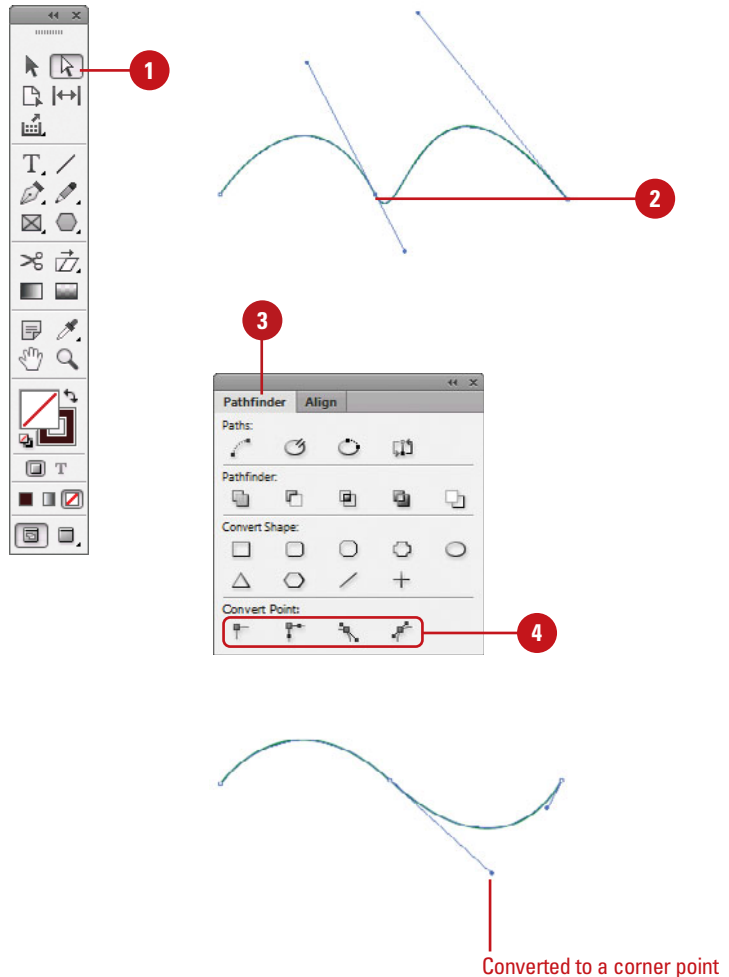 1
2
3
Pathfinder Align
Paths:
Pathfinder:
Convert Shape:
Convert Point:
4
T
T
Converted to a corner point